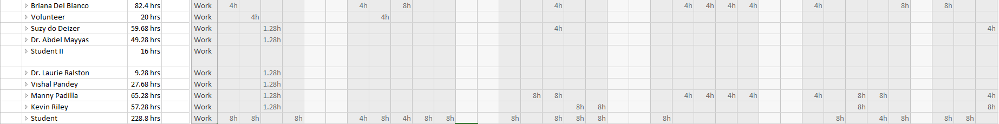 Briana Del Bianco 82.4 hrs Work 4h 4h 8h 4h 4h 4h 4h 4h 4h 8h 8h
Volunteer 20 hrs Work 4h 4h
Suzy do Deizer 59.68 hrs Work 1.28h 4h 4h
Dr. Abdel Mayyas 49.28 hrs Work 1.28h
Student II 16 hrs Work
Dr. Laurie Ralston 9.28 hrs Work 1.28h
Vishal Pandey 27.68 hrs Work 1.28h
Manny Padilla 65.28 hrs Work 1.28h 8h 8h 4h 4h 4h 4h 4h 8h 8h 4h
Kevin Riley 57.28 hrs Work 1.28h 8h 8h 8h 8h
Student 228.8 hrs Work 8h 8h 8h 4h 8h 4h 8h 8h 8h 8h 8h 8h 8h 8h 4h 8h 8h 8h